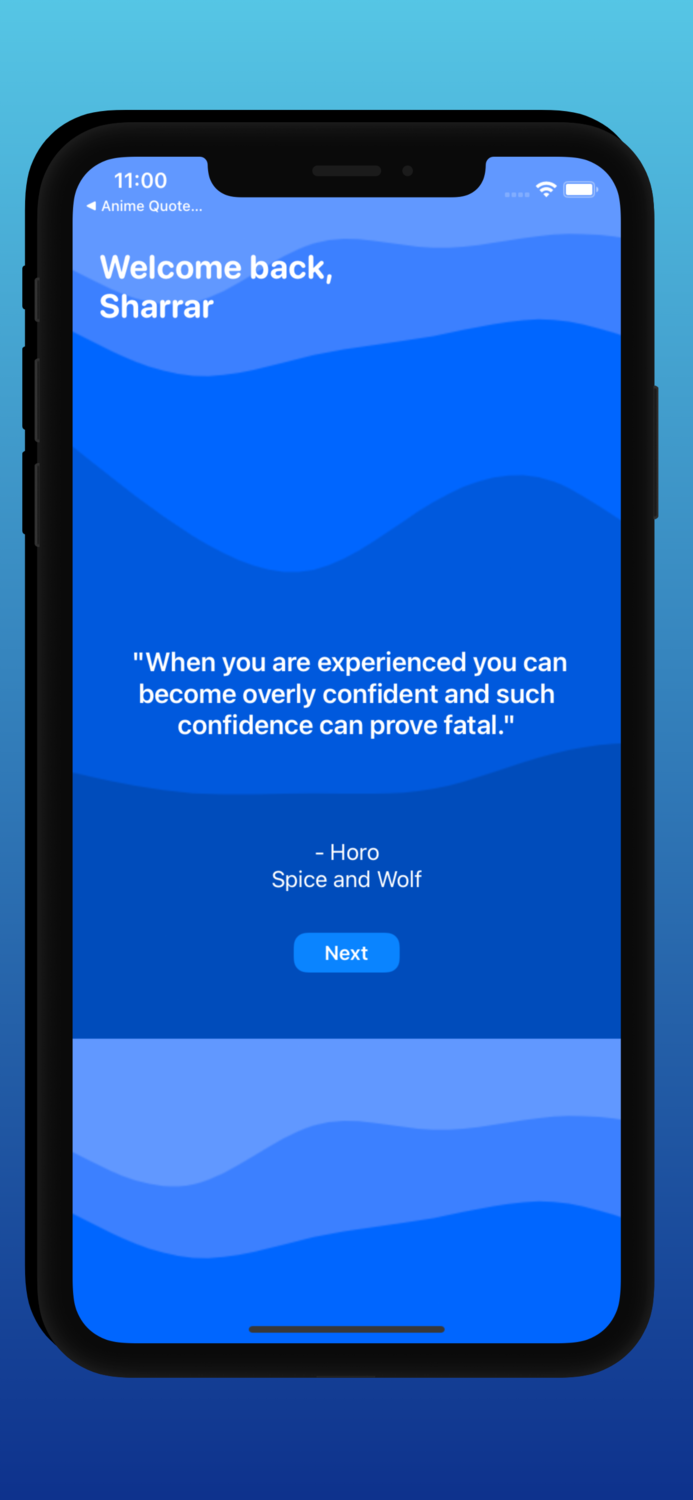 11:00
◀ Anime Quote...
Welcome back,
Sharrar
"When you are experienced you can
become overly confident and such
confidence can prove fatal."
- Horo
Spice and Wolf
Next